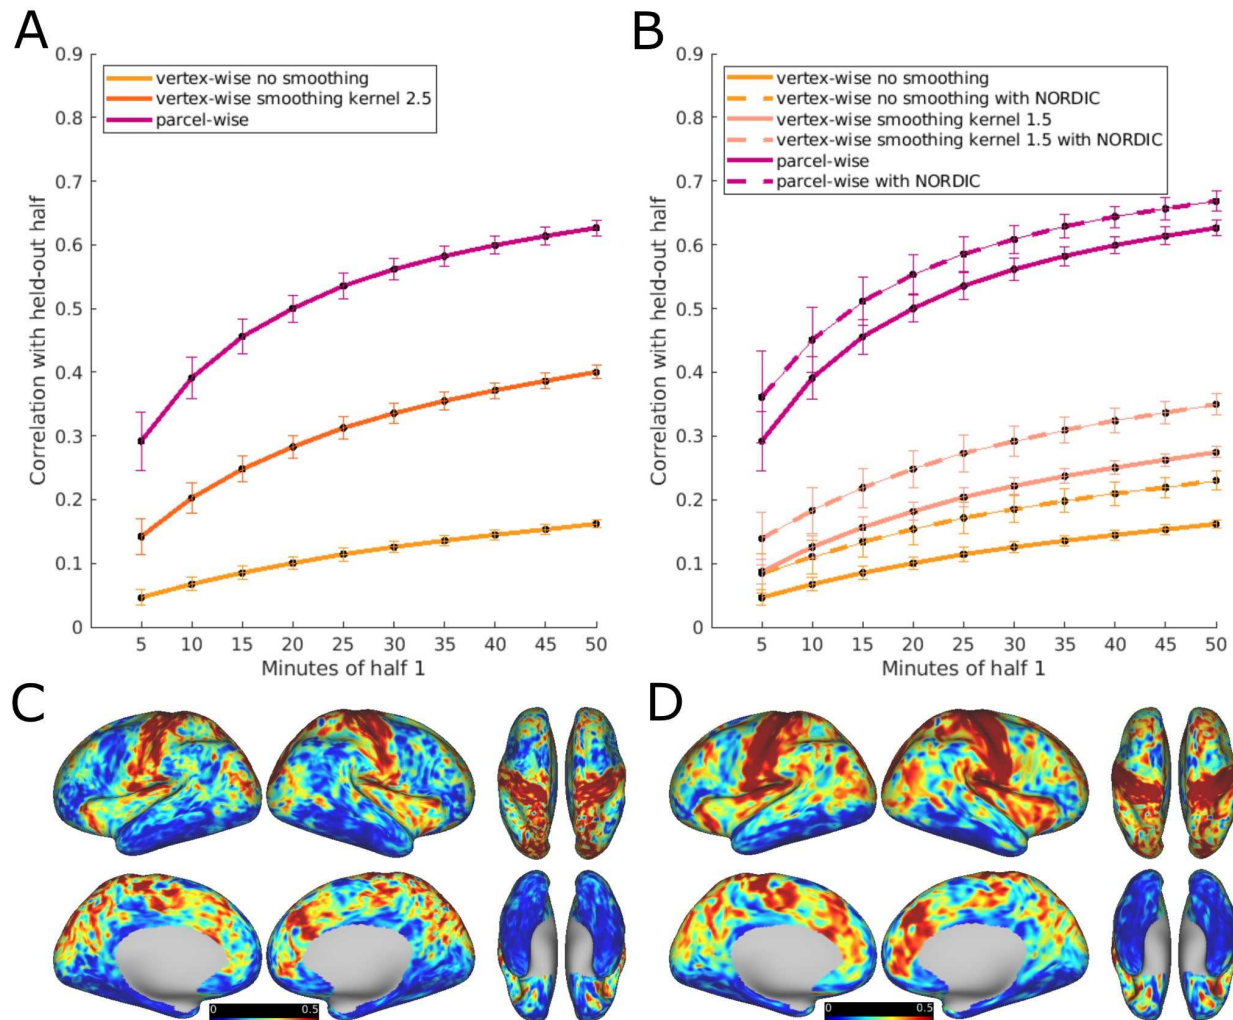 A
0.9
0.8
0.7
0.6
0.5
0.4
0.3
0.2
0.1
0
Correlation with held-out half
vertex-wise no smoothing
vertex-wise smoothing kernel 2.5
parcel-wise
5 10 15 20 25 30 35 40 45 50
Minutes of half 1
B
0.9
0.8
0.7
0.6
0.5
0.4
0.3
0.2
0.1
0
Correlation with held-out half
vertex-wise no smoothing
vertex-wise no smoothing with NORDIC
vertex-wise smoothing kernel 1.5
vertex-wise smoothing kernel 1.5 with NORDIC
parcel-wise
parcel-wise with NORDIC
5 10 15 20 25 30 35 40 45 50
Minutes of half 1
C
0 0.5
D
0 0.5